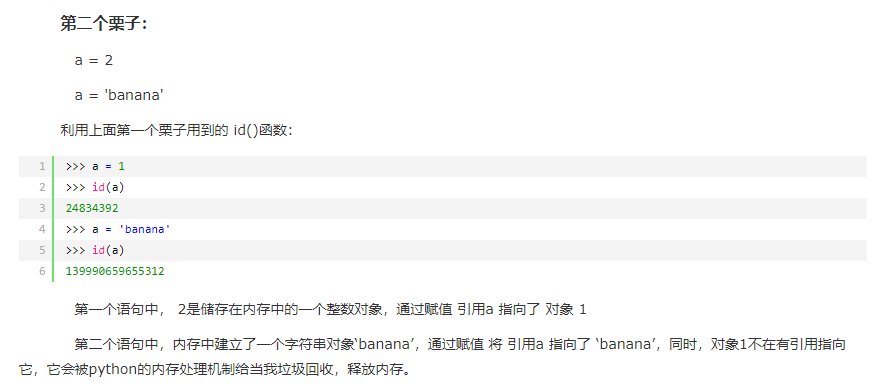 第二个栗子：
a = 2
a = 'banana'
利用上面第一个栗子用到的 id()函数：
1 >>> a = 1
2 >>> id(a)
3 24834392
4 >>> a = 'banana'
5 >>> id(a)
6 139990659655312
第一个语句中， 2是储存在内存中的一个整数对象，通过赋值 引用a 指向了 对象 1
第二个语句中，内存中建立了一个字符串对象‘banana’，通过赋值 将 引用a 指向了 ‘banana’，同时，对象1不在有引用指向
它，它会被python的内存处理机制给当我垃圾回收，释放内存。